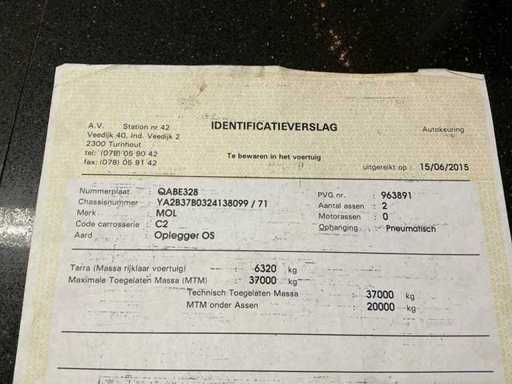 IDENTIFICATIEVERSLAG
A.V. Station nr 42
Veedijk 40, Ind. Veedijk 2
2300 Turnhout
tel: (078) 05 90 42
fax: (078) 05 91 42
Autokeuring
Te bewaren in het voertuig
uitgereikt op : 15/06/2015
Nummerplaat : QABE328
Chassisnummer : YA2B37B0324138099 / 71
Merk : MOL
Code carrosserie : C2
Aard : Oplegger OS
PVG nr. : 963891
Aantal assen : 2
Motorassen : 0
Ophanging : Pneumatisch
Tarra (Massa rijklaar voertuig) : 6320 kg
Maximale Toegelaten Massa (MTM) : 37000 kg
Technisch Toegelaten Massa : 37000 kg
MTM onder Assen : 20000 kg